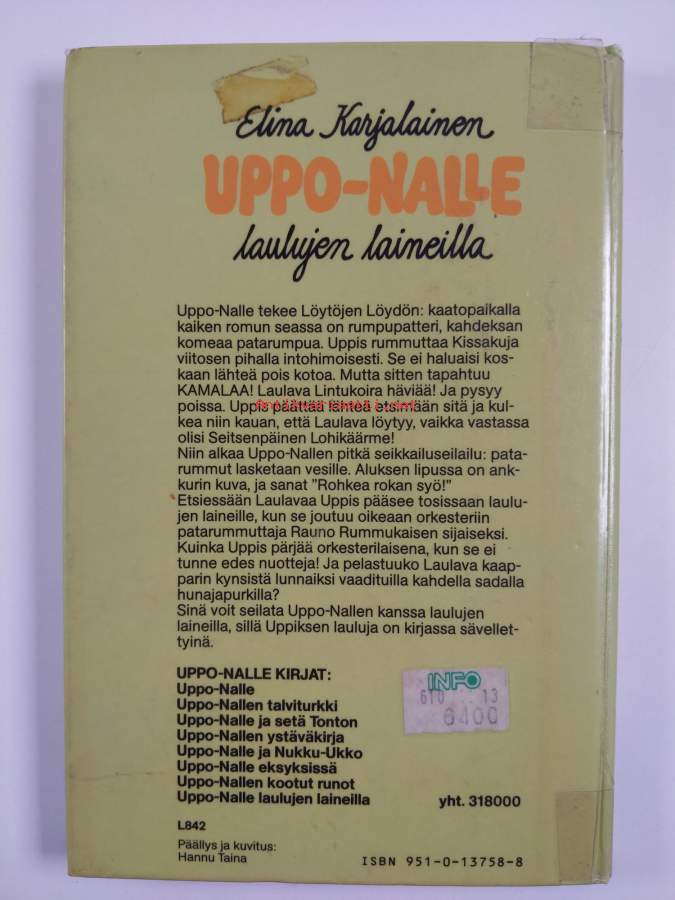 Elina Karjalainen
UPPO-NALLE
laulujen laineilla
Uppo-Nalle tekee Löytöjen Löydön: kaatopaikalla
kaiken romun seassa on rumpupatteri, kahdeksan
komeaa patarumpua. Uppis rummuttaa Kissakuja
viitosen pihalla intohimoisesti. Se ei haluaisi kos-
kaan lähteä pois kotoa. Mutta sitten tapahtuu
KAMALAA! Laulava Lintukoira häviää! Ja pysyy
poissa. Uppis päättää lähteä etsimään sitä ja kul-
kea niin kauan, että Laulava löytyy, vaikka vastassa
olisi Seitsenpäinen Lohikäärme!
Niin alkaa Uppo-Nallen pitkä seikkailuseilailu: pata-
rummut lasketaan vesille. Aluksen lipussa on ank-
kurin kuva, ja sanat "Rohkea rokan syö!"
Etsiessään Laulavaa Uppis pääsee tosissaan laulu-
jen laineille, kun se joutuu oikeaan orkesteriin
patarummuttaja Rauno Rummukaisen sijaiseksi.
Kuinka Uppis pärjää orkesterilaisena, kun se ei
tunne edes nuotteja! Ja pelastuuko Laulava kaap-
parin kynsistä lunnaiksi vaadituilla kahdella sadalla
hunajapurkilla?
Sinä voit seilata Uppo-Nallen kanssa laulujen
laineilla, sillä Uppiksen lauluja on kirjassa sävellet-
tyinä.
UPPO-NALLE KIRJAT:
Uppo-Nalle
Uppo-Nallen talviturkki
Uppo-Nalle ja setä Tonton
Uppo-Nallen ystäväkirja
Uppo-Nalle ja Nukku-Ukko
Uppo-Nalle eksyksissä
Uppo-Nallen kootut runot
Uppo-Nalle laulujen laineilla yht. 318000
INFO
610 13
6400
L842
Päällys ja kuvitus:
Hannu Taina
ISBN 951-0-13758-8